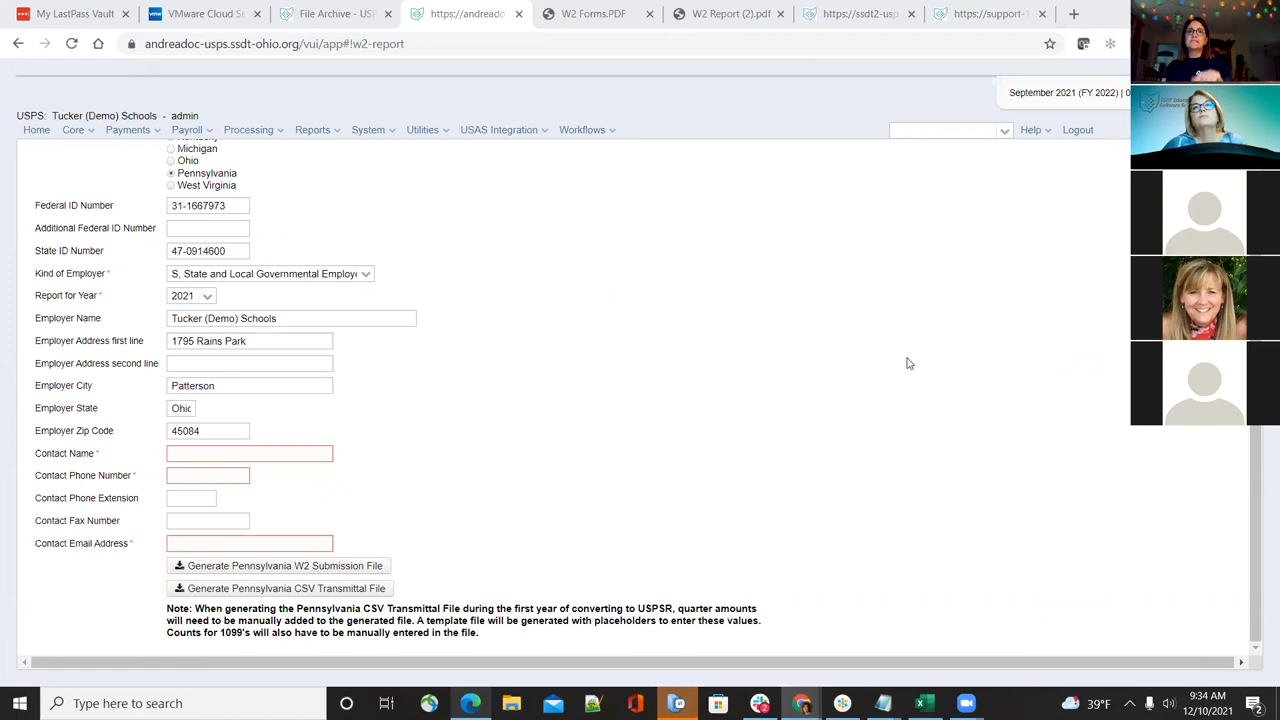 My LastPass Vault
VMware Cloud S
File Archive - US
https://andreado
W2 Forms.PDF
W2 Report (2).pdf
https://ssdt2-usp
https://support-
andreadoc-usps.ssdt-ohio.org/vui/app#!w2-report
September 2021 (FY 2022) | 0
USPS. Tucker (Demo) Schools - admin
Home Core Payments Payroll Processing Reports System Utilities USAS Integration Workflows Help Logout
Michigan
Ohio
Pennsylvania
West Virginia
Federal ID Number 31-1667973
Additional Federal ID Number
State ID Number 47-0914600
Kind of Employer * S, State and Local Governmental Employe
Report for Year * 2021
Employer Name Tucker (Demo) Schools
Employer Address first line 1795 Rains Park
Employer Address second line
Employer City Patterson
Employer State Ohic
Employer Zip Code 45084
Contact Name *
Contact Phone Number *
Contact Phone Extension
Contact Fax Number
Contact Email Address *
Generate Pennsylvania W2 Submission File
Generate Pennsylvania CSV Transmittal File
Note: When generating the Pennsylvania CSV Transmittal File during the first year of converting to USPSR, quarter amounts
will need to be manually added to the generated file. A template file will be generated with placeholders to enter these values.
Counts for 1099's will also have to be manually entered in the file.
Type here to search
39°F
9:34 AM
12/10/2021